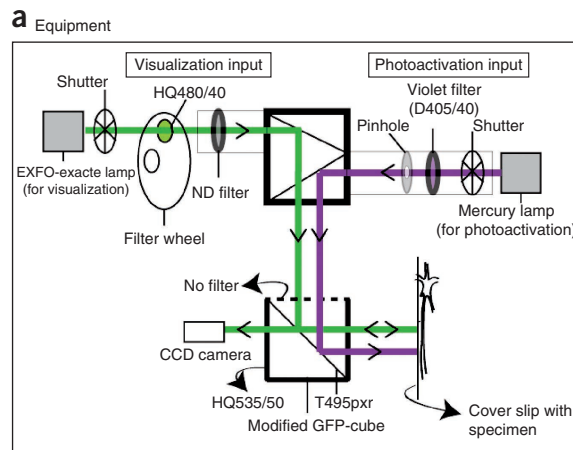 a Equipment
Visualization input
Photoactivation input
Shutter
HQ480/40
Violet filter
(D405/40)
Pinhole
Shutter
EXFO-exacte lamp
(for visualization)
ND filter
Filter wheel
Mercury lamp
(for photoactivation)
No filter
CCD camera
HQ535/50
T495pxr
Modified GFP-cube
Cover slip with
specimen